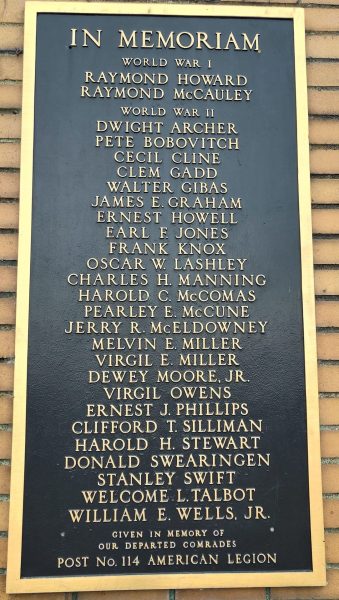 IN MEMORIAM
WORLD WAR I
RAYMOND HOWARD
RAYMOND McCAULEY
WORLD WAR II
DWIGHT ARCHER
PETE BOBOVITCH
CECIL CLINE
CLEM GADD
WALTER GIBAS
JAMES E. GRAHAM
ERNEST HOWELL
EARL F. JONES
FRANK KNOX
OSCAR W. LASHLEY
CHARLES H. MANNING
HAROLD C. McCOMAS
PEARLEY E. McCUNE
JERRY R. McELDOWNEY
MELVIN E. MILLER
VIRGIL E. MILLER
DEWEY MOORE, JR.
VIRGIL OWENS
ERNEST J. PHILLIPS
CLIFFORD T. SILLIMAN
HAROLD H. STEWART
DONALD SWEARINGEN
STANLEY SWIFT
WELCOME L. TALBOT
WILLIAM E. WELLS, JR.
GIVEN IN MEMORY OF
OUR DEPARTED COMRADES
POST No. 114 AMERICAN LEGION